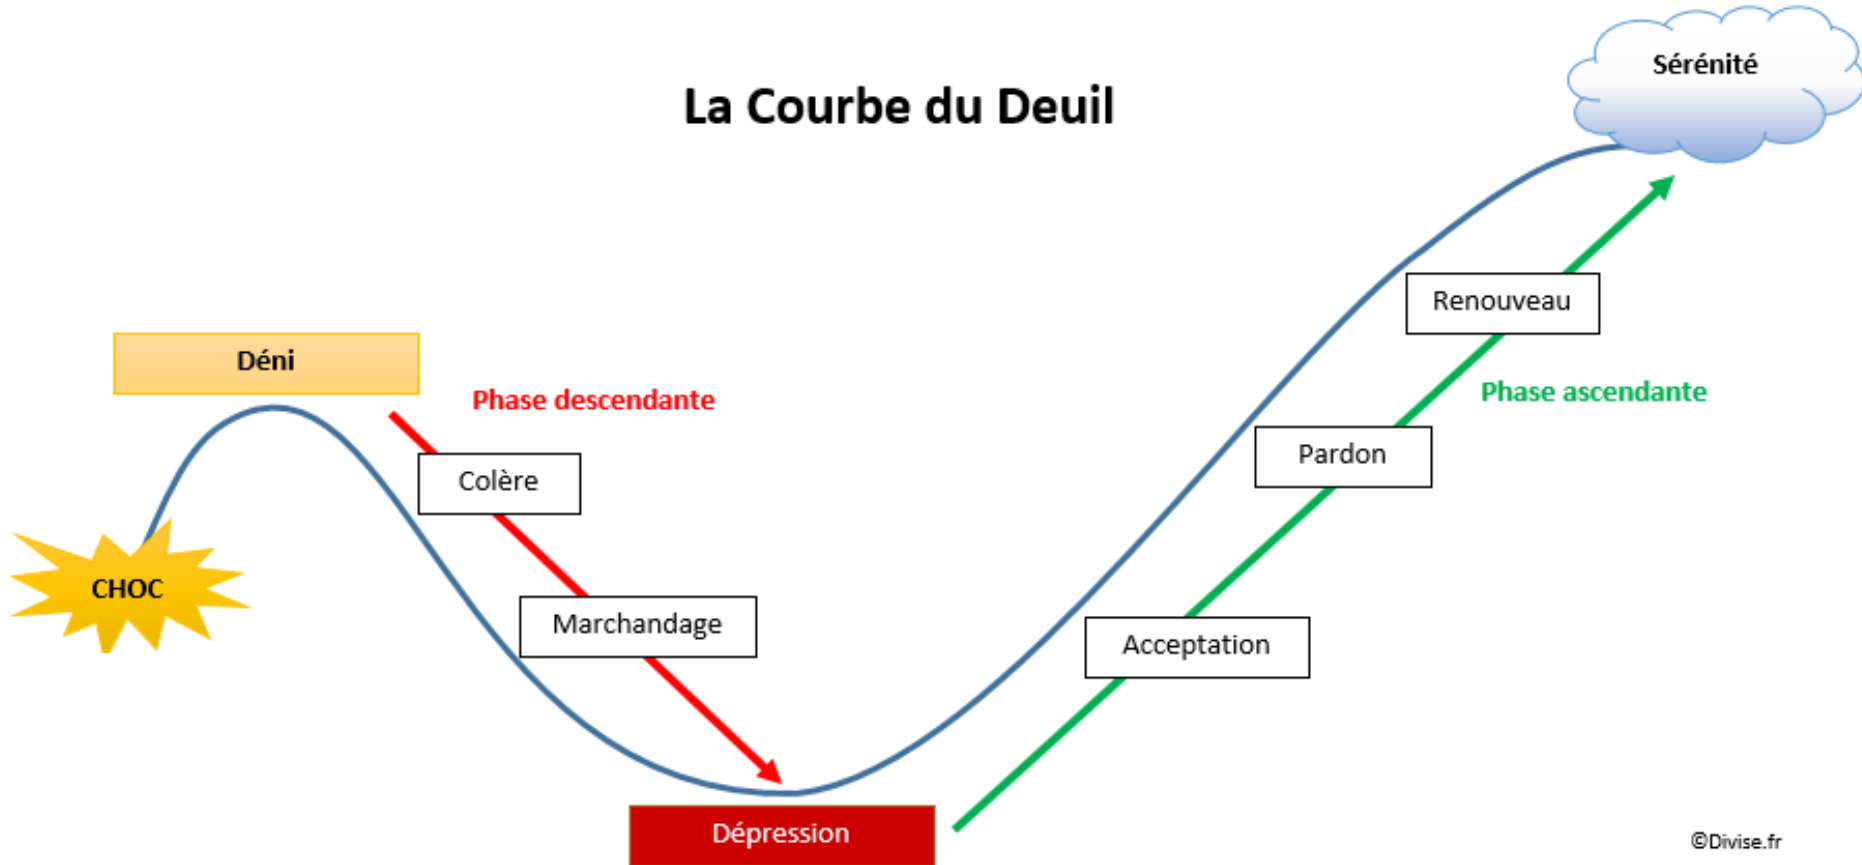 La Courbe du Deuil
Sérénité
Renouveau
Déni
Phase descendante
Phase ascendante
Colère
Pardon
CHOC
Marchandage
Acceptation
Dépression
©Divise.fr